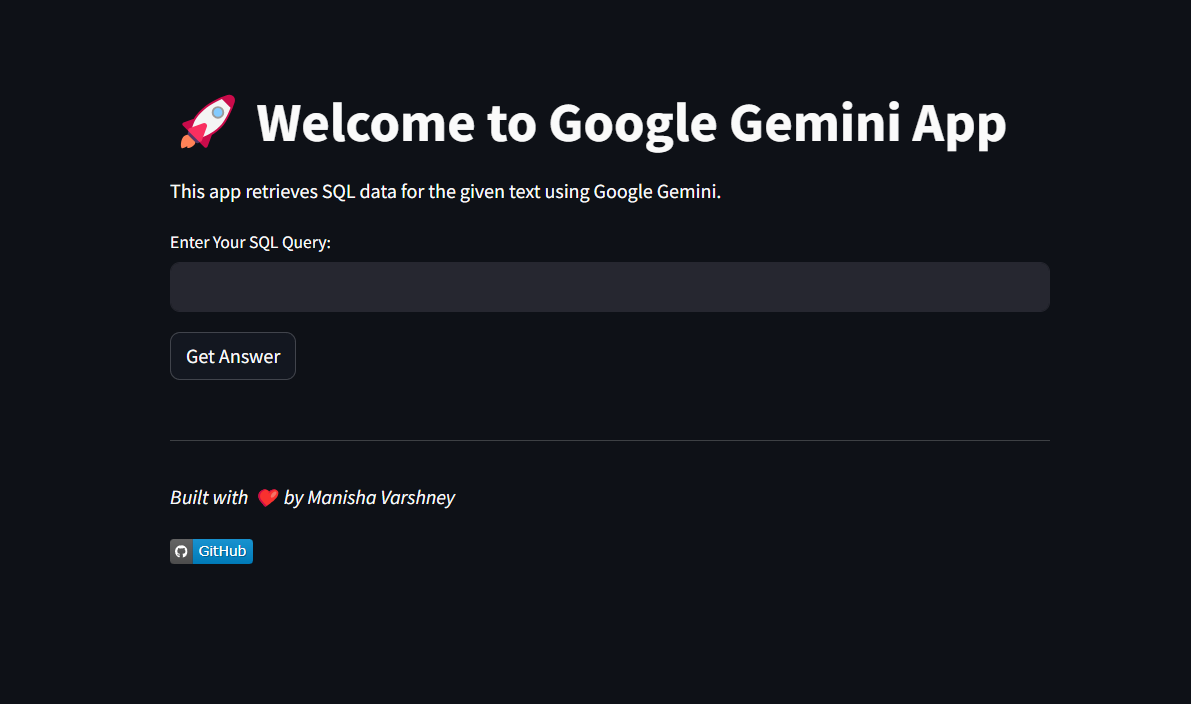 🚀 Welcome to Google Gemini App
This app retrieves SQL data for the given text using Google Gemini.
Enter Your SQL Query:
Get Answer
Built with ❤️ by Manisha Varshney
GitHub